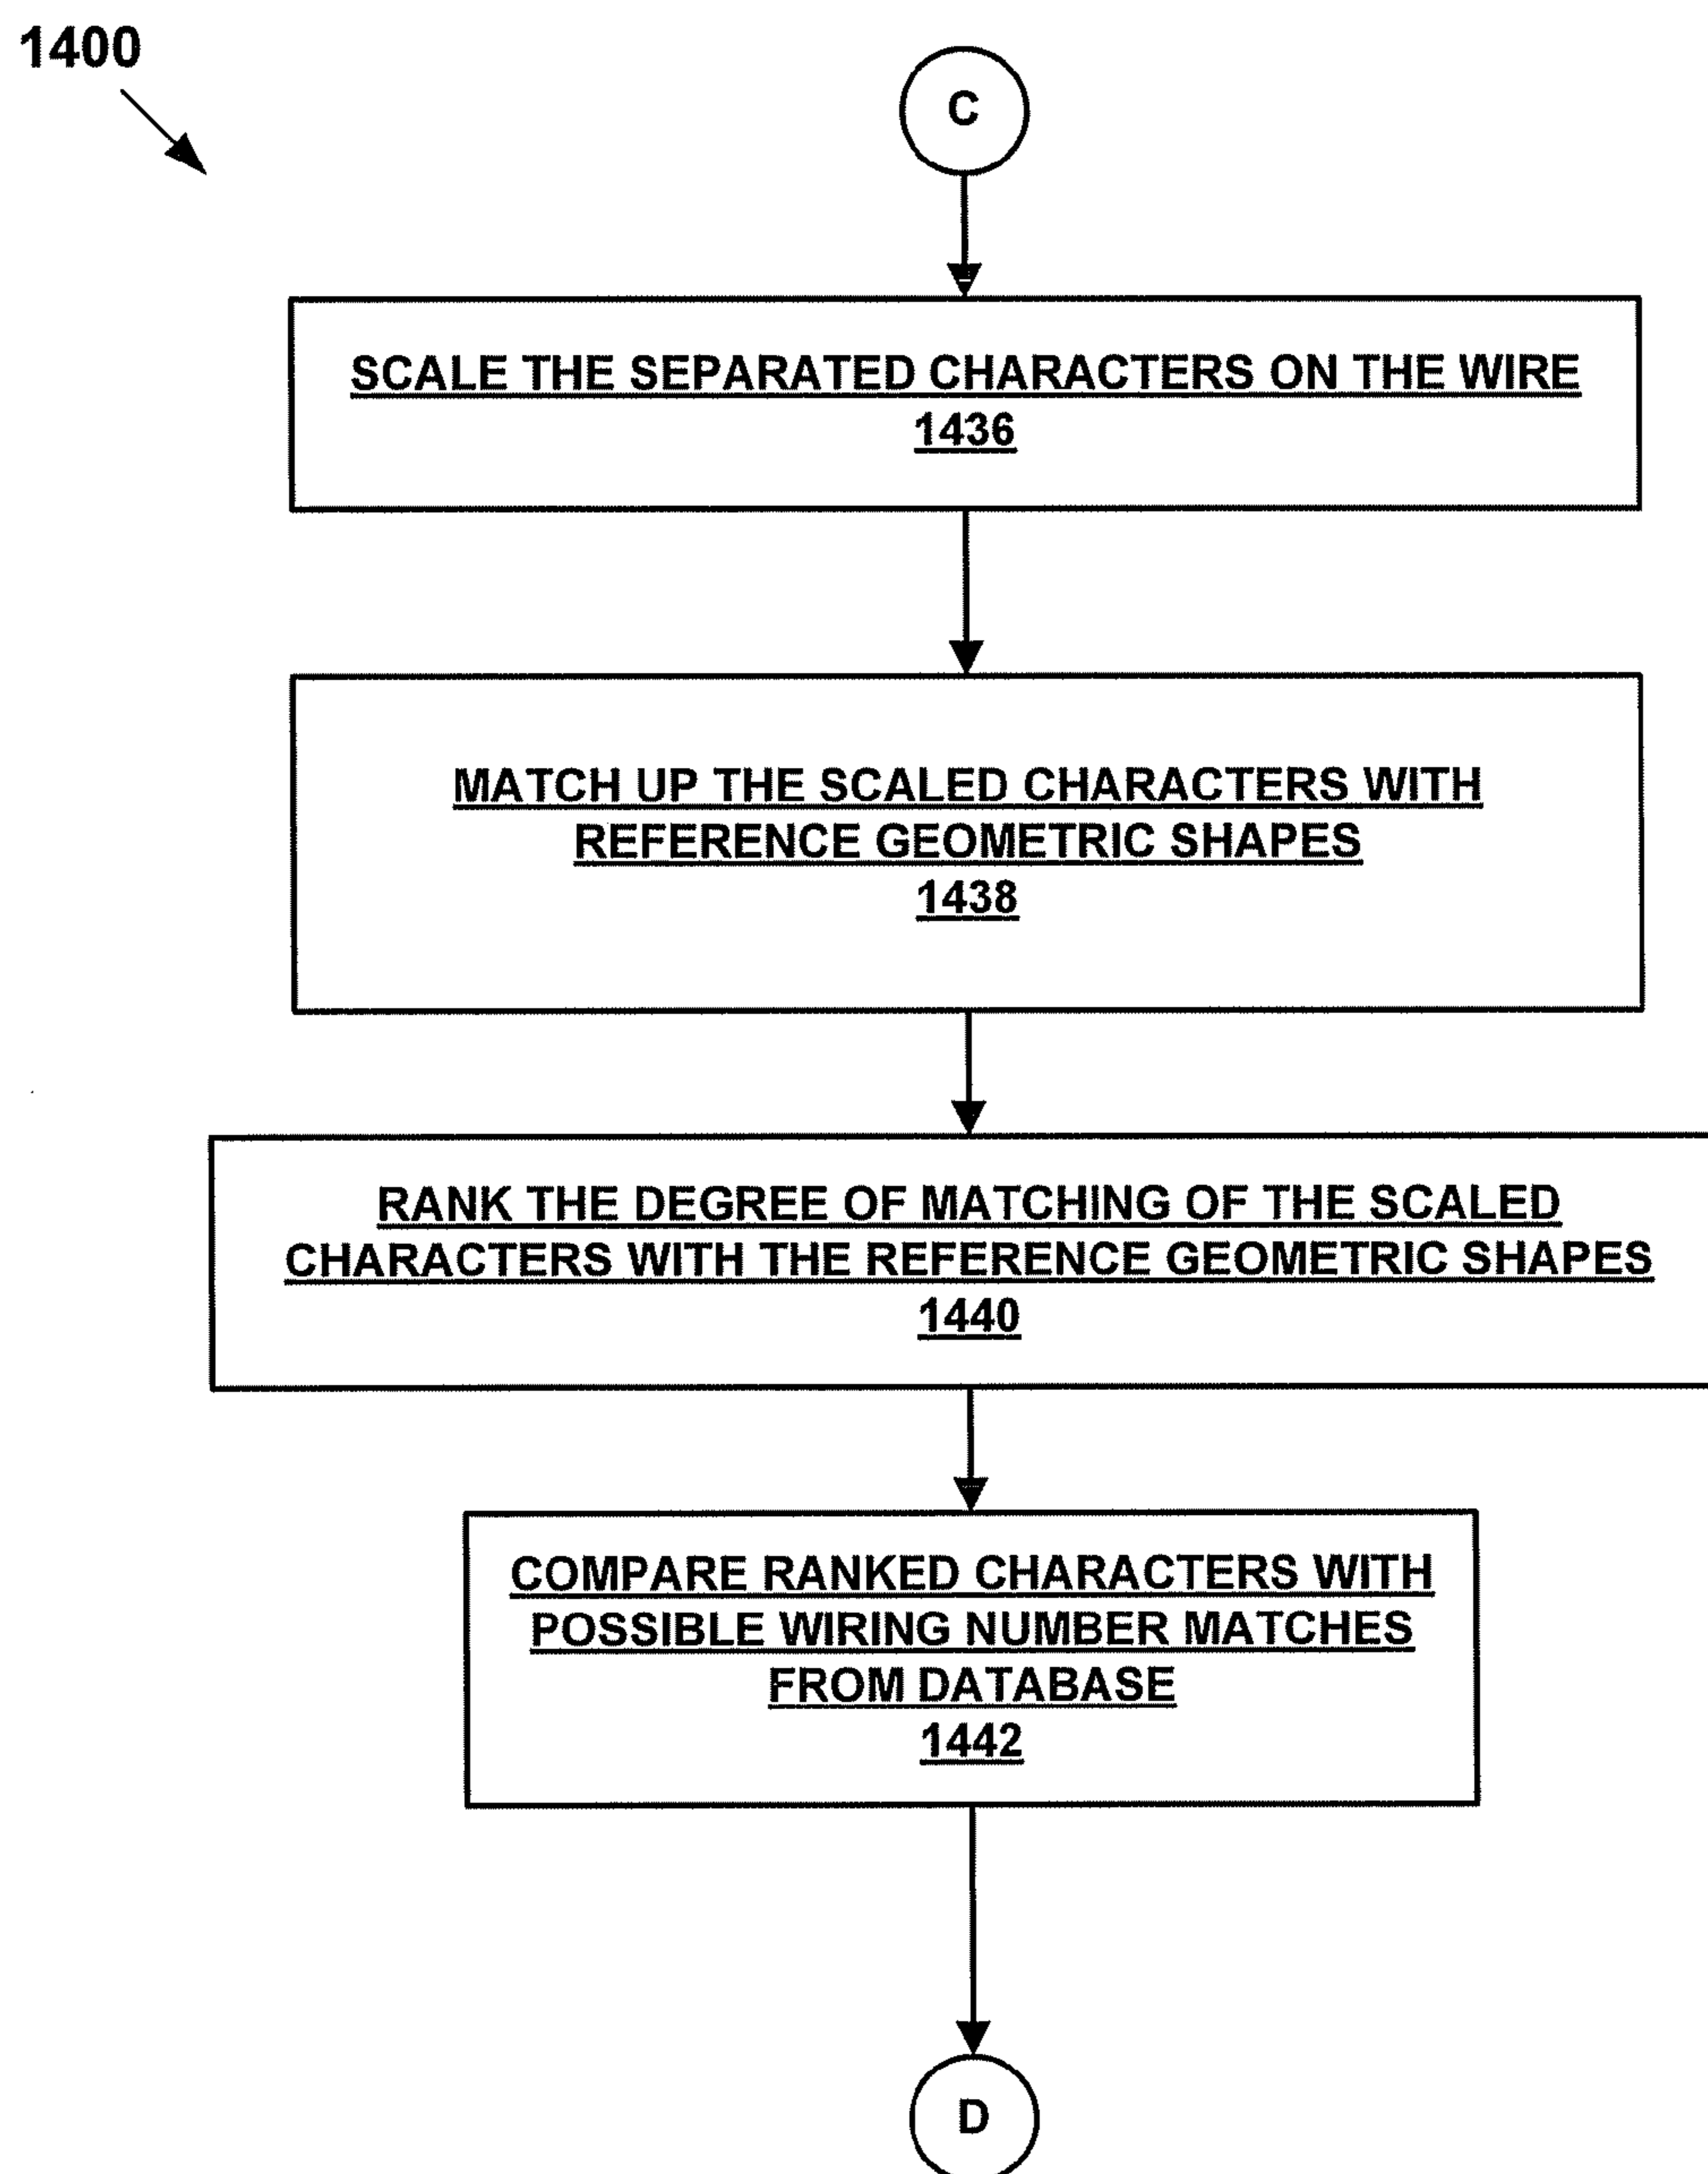 1400
C
SCALE THE SEPARATED CHARACTERS ON THE WIRE
1436
MATCH UP THE SCALED CHARACTERS WITH
REFERENCE GEOMETRIC SHAPES
1438
RANK THE DEGREE OF MATCHING OF THE SCALED
CHARACTERS WITH THE REFERENCE GEOMETRIC SHAPES
1440
COMPARE RANKED CHARACTERS WITH
POSSIBLE WIRING NUMBER MATCHES
FROM DATABASE
1442
D